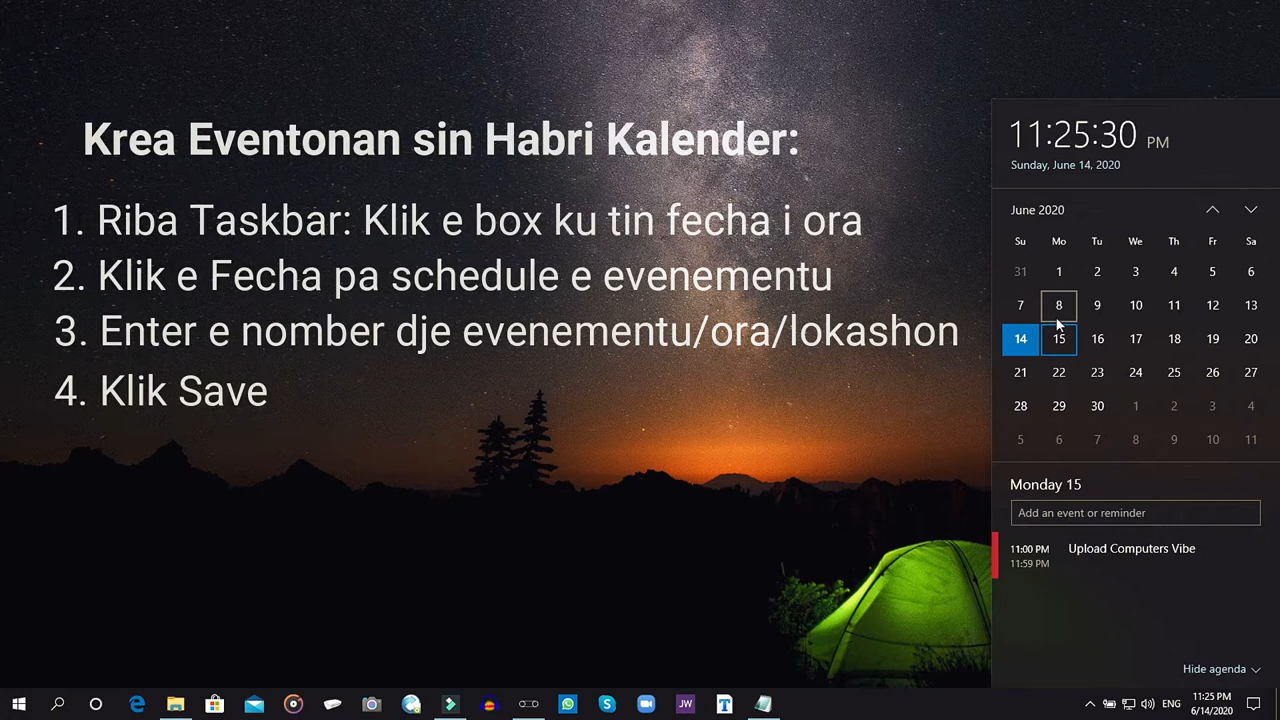 Krea Eventonan sin Habri Kalender:
1. Riba Taskbar: Klik e box ku tin fecha i ora
2. Klik e Fecha pa schedule e evenementu
3. Enter e nomber dje evenementu/ora/lokashon
4. Klik Save
11:25:30 PM
Sunday, June 14, 2020
June 2020
Su Mo Tu We Th Fr Sa
31 1 2 3 4 5 6
7 8 9 10 11 12 13
14 15 16 17 18 19 20
21 22 23 24 25 26 27
28 29 30 1 2 3 4
5 6 7 8 9 10 11
Monday 15
Add an event or reminder
11:00 PM Upload Computers Vibe
11:59 PM
Hide agenda
JW T ENG 11:25 PM
6/14/2020